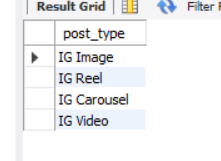 Result Grid
Filter
post_type
IG Image
IG Reel
IG Carousel
IG Video